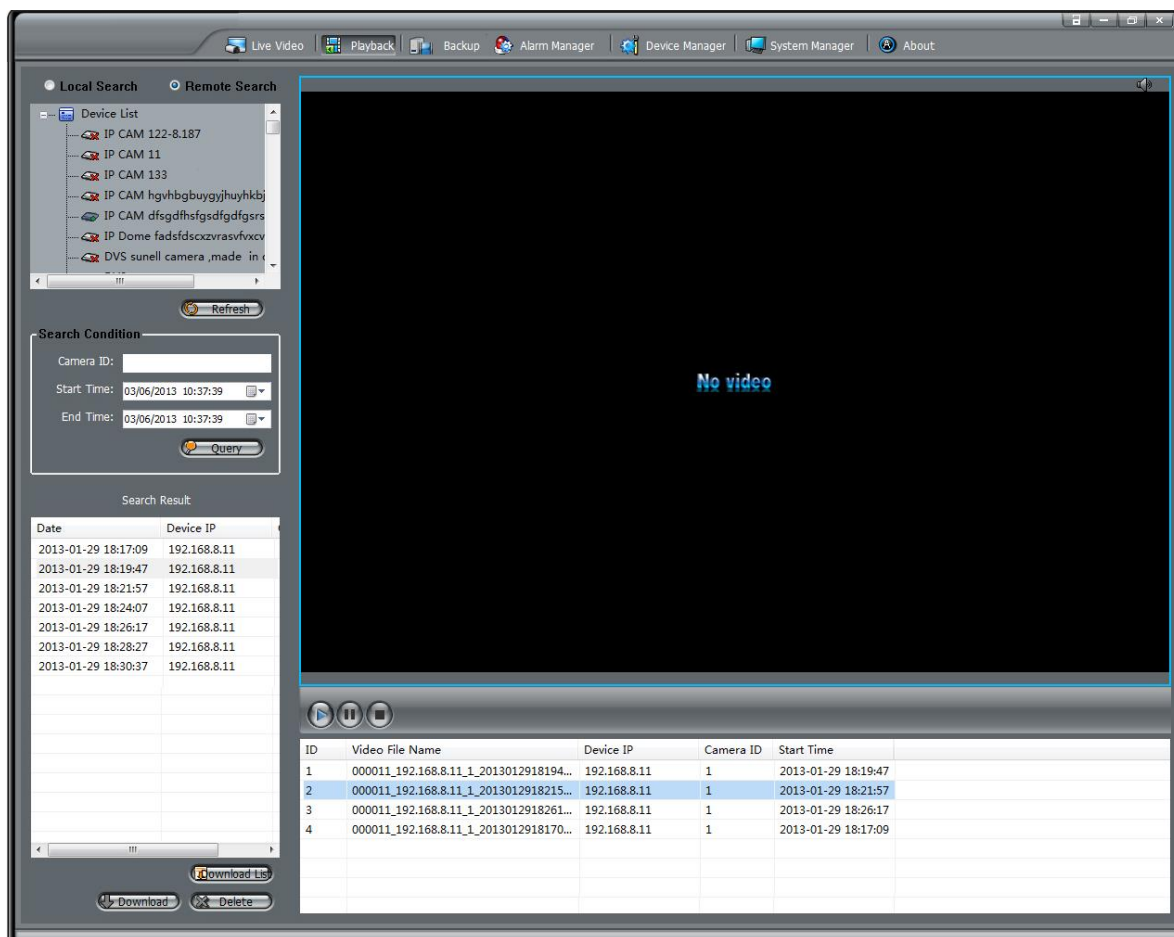 Live Video Playback Backup Alarm Manager Device Manager System Manager About
Local Search Remote Search
Device List
IP CAM 122-8.187
IP CAM 11
IP CAM 133
IP CAM hgvhbgbuygyjhuyhkbj
IP CAM dfsgdfhsfgsdfgdfgsrs
IP Dome fadsfdscxzvrasvfvxcv
DVS sunell camera ,made in
Refresh
Search Condition
Camera ID:
Start Time: 03/06/2013 10:37:39
End Time: 03/06/2013 10:37:39
Query
Search Result
Date Device IP
2013-01-29 18:17:09 192.168.8.11
2013-01-29 18:19:47 192.168.8.11
2013-01-29 18:21:57 192.168.8.11
2013-01-29 18:24:07 192.168.8.11
2013-01-29 18:26:17 192.168.8.11
2013-01-29 18:28:27 192.168.8.11
2013-01-29 18:30:37 192.168.8.11
Download List
Download Delete
No video
ID Video File Name Device IP Camera ID Start Time
1 000011_192.168.8.11_1_2013012918194... 192.168.8.11 1 2013-01-29 18:19:47
2 000011_192.168.8.11_1_2013012918215... 192.168.8.11 1 2013-01-29 18:21:57
3 000011_192.168.8.11_1_2013012918261... 192.168.8.11 1 2013-01-29 18:26:17
4 000011_192.168.8.11_1_2013012918170... 192.168.8.11 1 2013-01-29 18:17:09